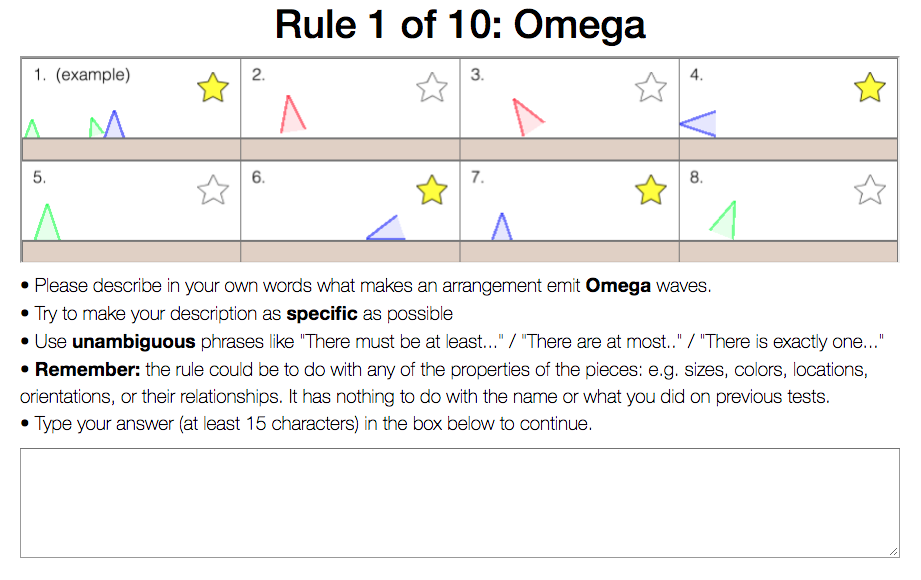 Rule 1 of 10: Omega
1. (example) 2. 3. 4.
5. 6. 7. 8.
• Please describe in your own words what makes an arrangement emit Omega waves.
• Try to make your description as specific as possible
• Use unambiguous phrases like "There must be at least..." / "There are at most.." / "There is exactly one..."
• Remember: the rule could be to do with any of the properties of the pieces: e.g. sizes, colors, locations,
orientations, or their relationships. It has nothing to do with the name or what you did on previous tests.
• Type your answer (at least 15 characters) in the box below to continue.